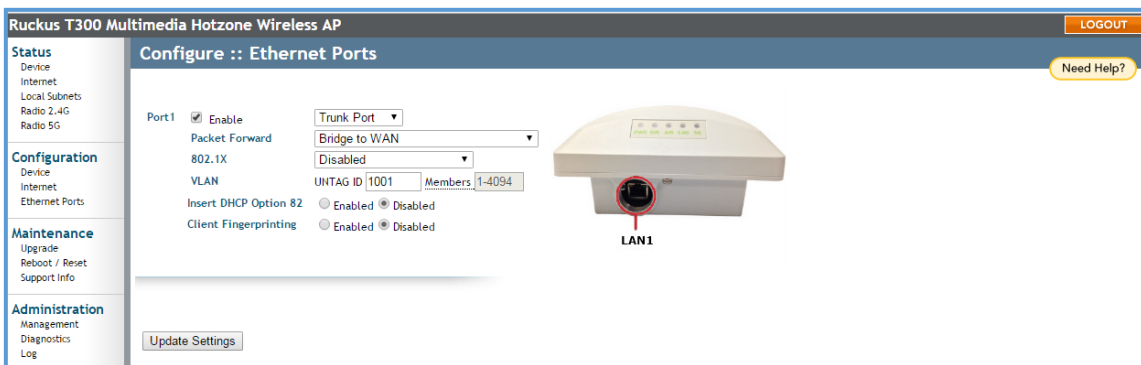 Ruckus T300 Multimedia Hotzone Wireless AP
LOGOUT
Status
Device
Internet
Local Subnets
Radio 2.4G
Radio 5G
Configuration
Device
Internet
Ethernet Ports
Maintenance
Upgrade
Reboot / Reset
Support Info
Administration
Management
Diagnostics
Log
Configure :: Ethernet Ports
Need Help?
Port1 Enable Trunk Port
Packet Forward Bridge to WAN
802.1X Disabled
VLAN UNTAG ID 1001 Members 1-4094
Insert DHCP Option 82 Enabled Disabled
Client Fingerprinting Enabled Disabled
LAN1
Update Settings